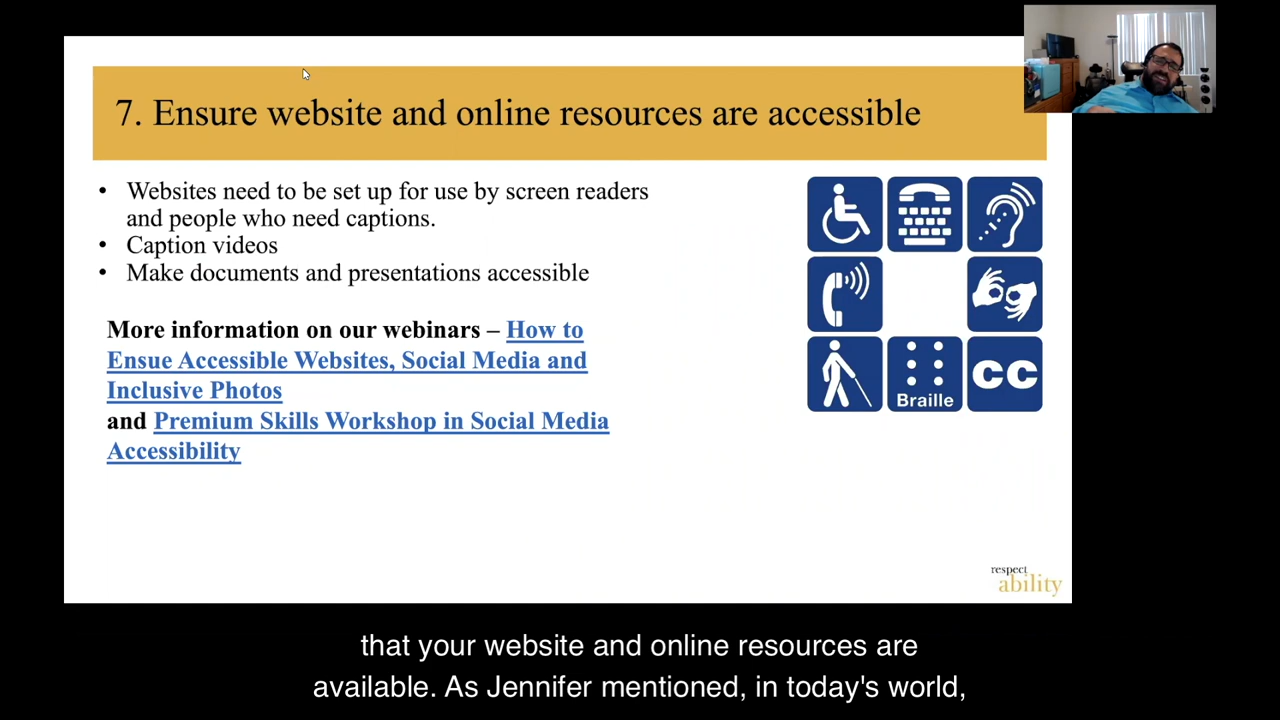 7. Ensure website and online resources are accessible
• Websites need to be set up for use by screen readers
and people who need captions.
• Caption videos
• Make documents and presentations accessible
More information on our webinars – How to
Ensue Accessible Websites, Social Media and
Inclusive Photos
and Premium Skills Workshop in Social Media
Accessibility
Braille
CC
respect
ability
that your website and online resources are
available. As Jennifer mentioned, in today's world,